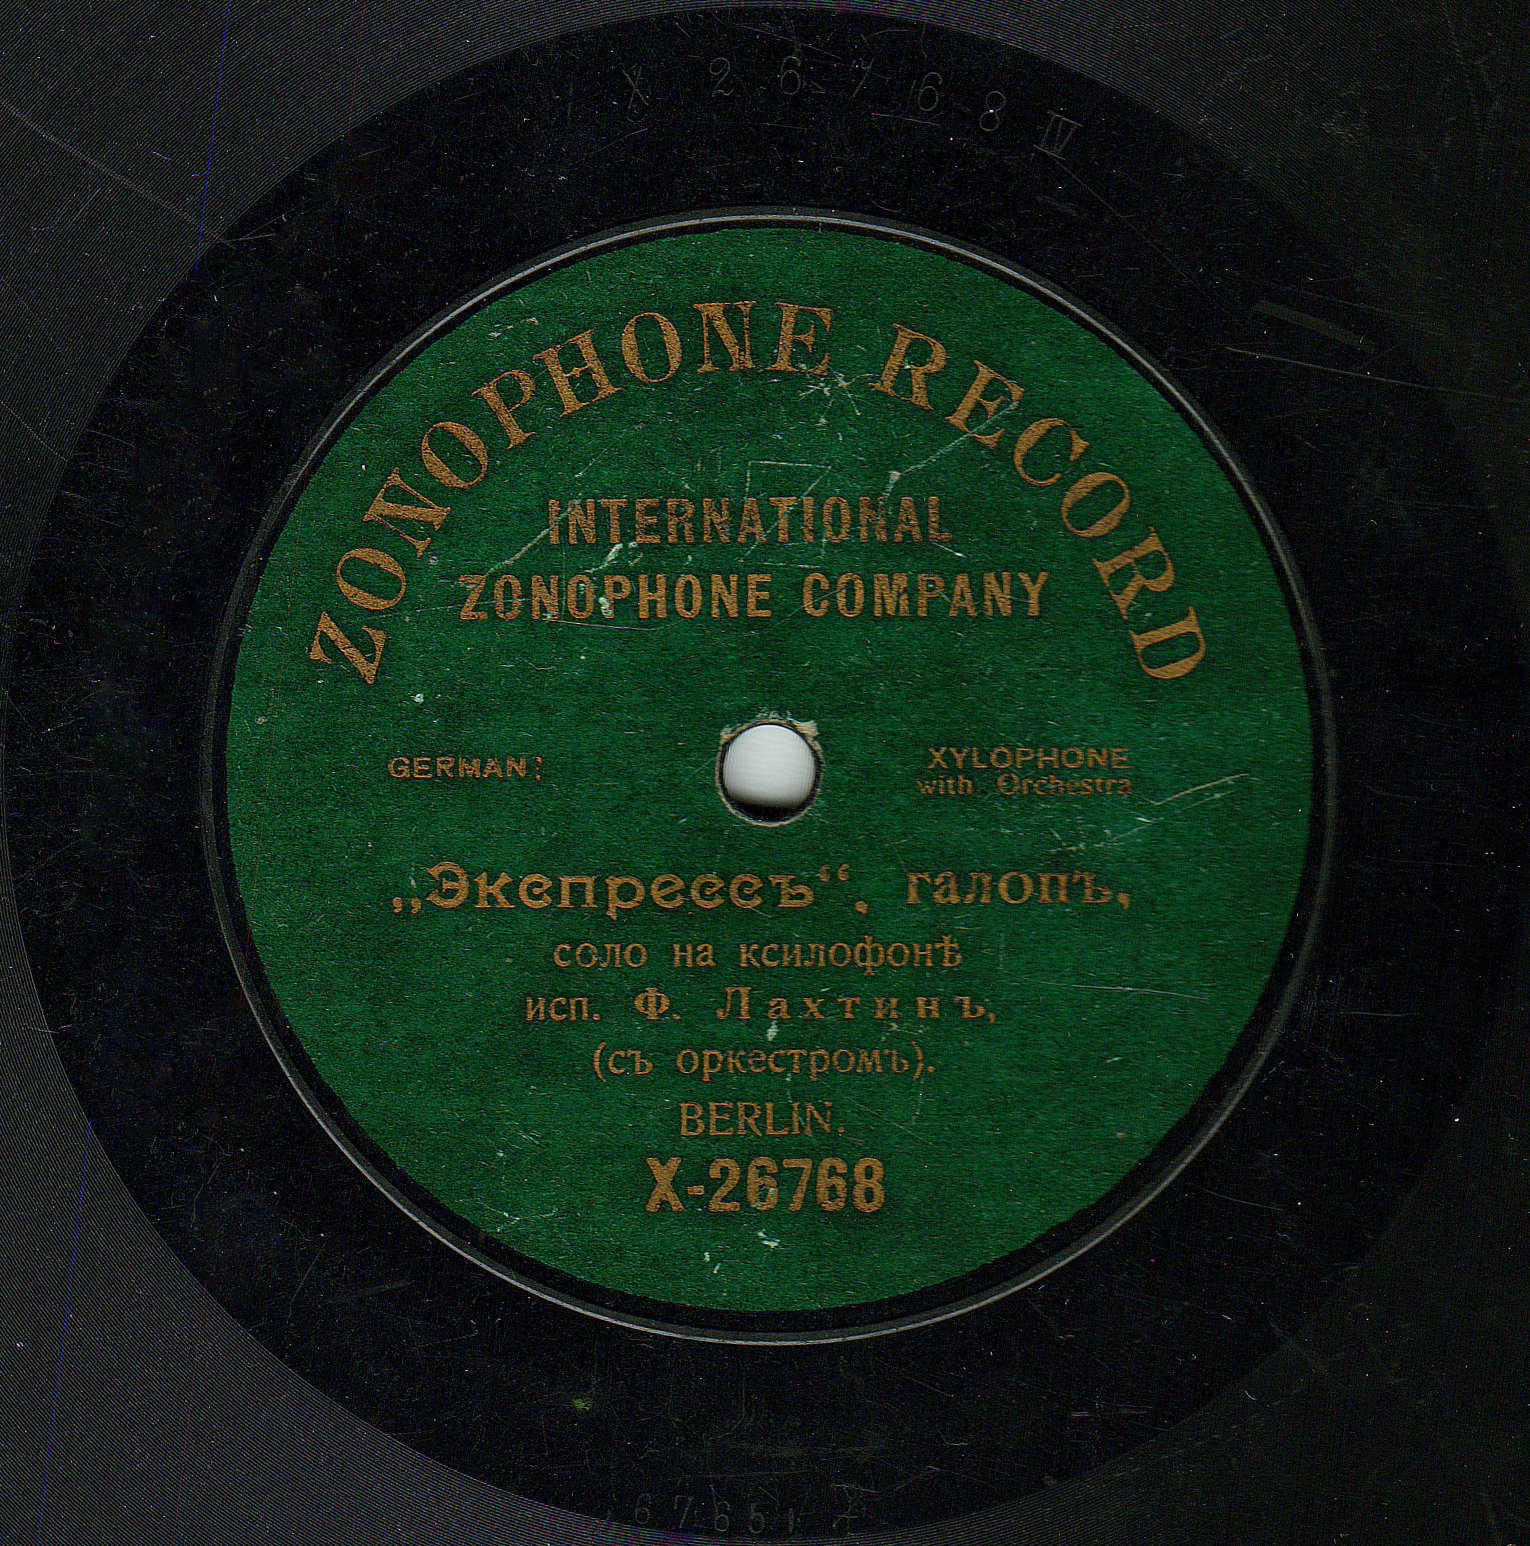 X 26768 IV
ZONOPHONE RECORD
INTERNATIONAL
ZONOPHONE COMPANY
GERMAN
XYLOPHONE
with Orchestra
„Экспрессъ“, галопъ,
соло на ксилофонѣ
исп. Ф. Лахтинъ,
(съ оркестромъ).
BERLIN.
X-26768